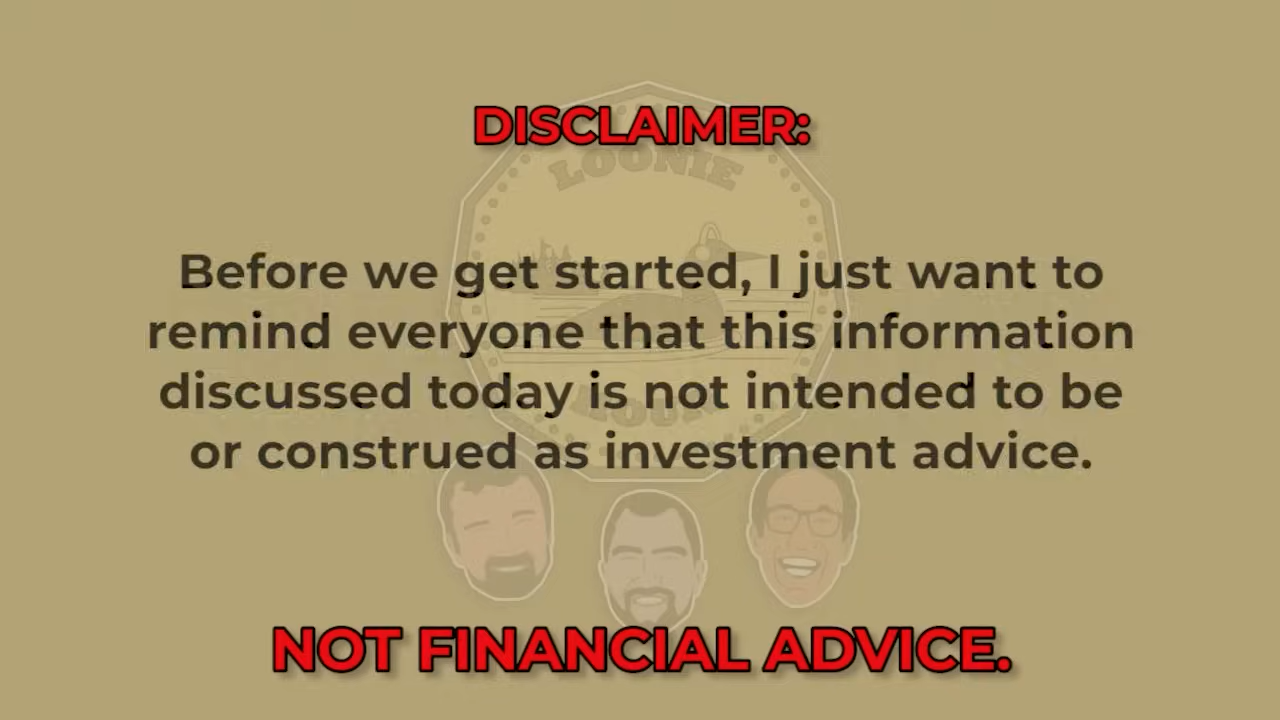 DISCLAIMER:
LOONIE
Before we get started, I just want to
remind everyone that this information
discussed today is not intended to be
or construed as investment advice.
NOT FINANCIAL ADVICE.